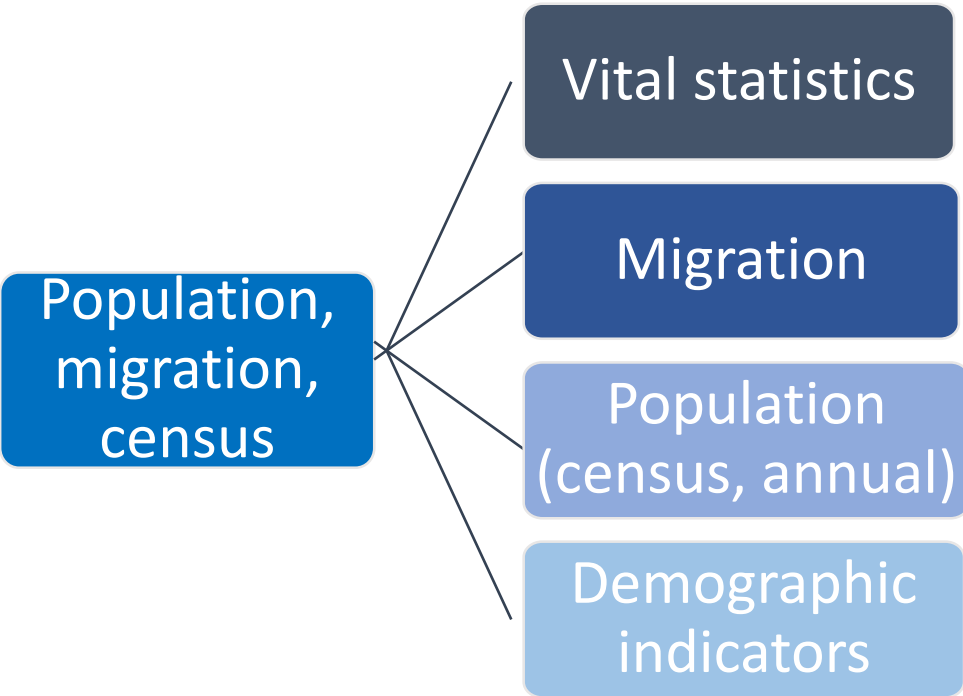 Population,
migration,
census
Vital statistics
Migration
Population
(census, annual)
Demographic
indicators